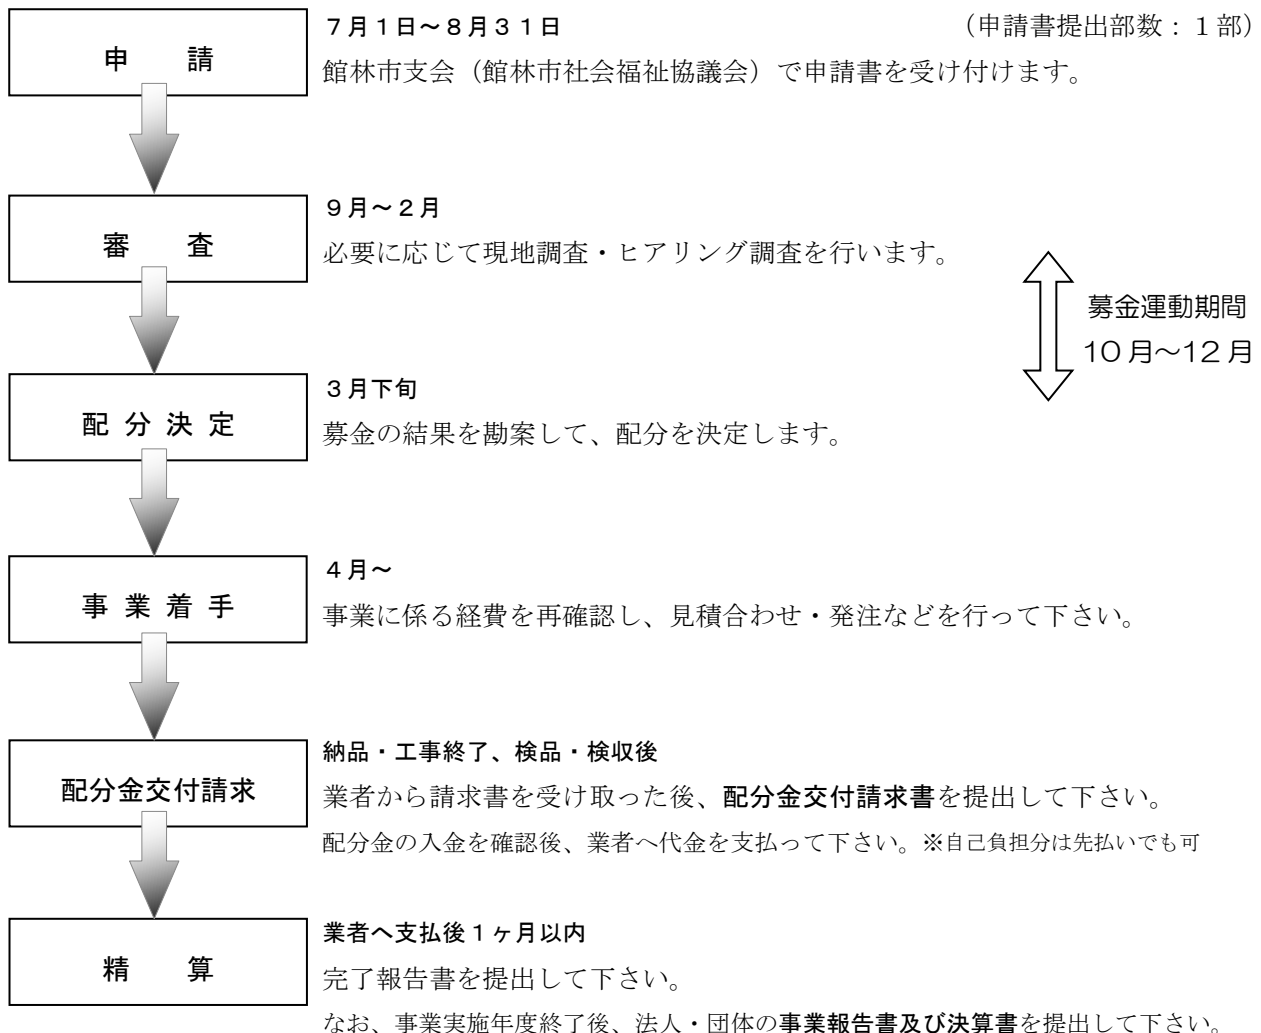 申　請
７月１日～８月３１日　（申請書提出部数：１部）
館林市支会（館林市社会福祉協議会）で申請書を受け付けます。
審　査
９月～２月
必要に応じて現地調査・ヒアリング調査を行います。
募金運動期間
10月～12月
配分決定
３月下旬
募金の結果を勘案して、配分を決定します。
事業着手
４月～
事業に係る経費を再確認し、見積合わせ・発注などを行って下さい。
配分金交付請求
納品・工事終了、検品・検収後
業者から請求書を受け取った後、配分金交付請求書を提出して下さい。
配分金の入金を確認後、業者へ代金を支払って下さい。※自己負担分は先払いでも可
精　算
業者へ支払後１ヶ月以内
完了報告書を提出して下さい。
なお、事業実施年度終了後、法人・団体の事業報告書及び決算書を提出して下さい。